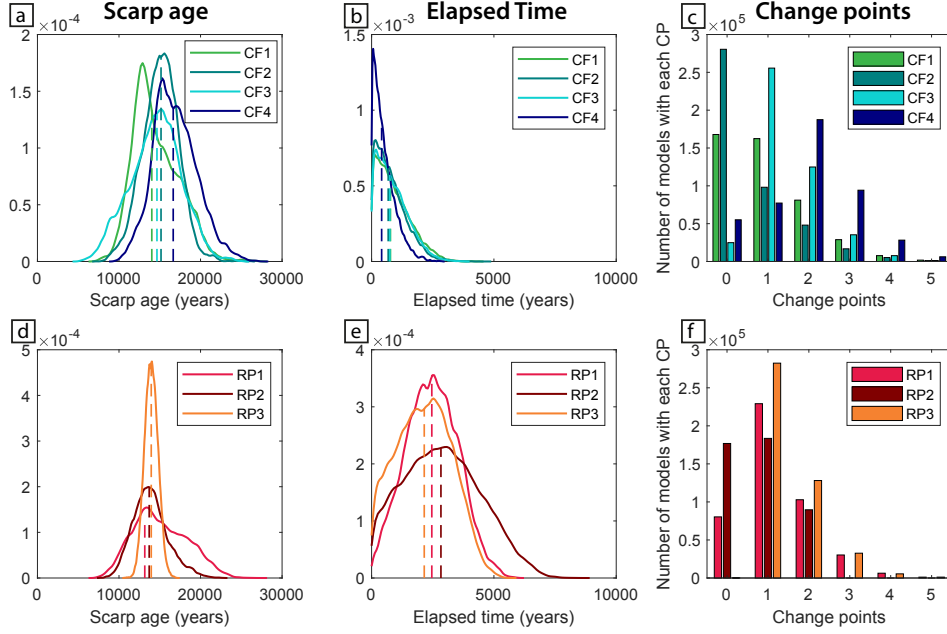 a
Scarp age
×10⁻⁴
2
1.5
1
0.5
0
0
10000
20000
30000
Scarp age (years)
CF1
CF2
CF3
CF4
b
Elapsed Time
×10⁻³
1.5
1.0
0.5
0
0
5000
10000
Elapsed time (years)
CF1
CF2
CF3
CF4
c
Change points
×10⁵
3
2.5
2
1.5
1
0.5
0
0
1
2
3
4
5
Number of models with each CP
Change points
CF1
CF2
CF3
CF4
d
×10⁻⁴
5
4
3
2
1
0
0
10000
20000
30000
Scarp age (years)
RP1
RP2
RP3
e
×10⁻⁴
4
3
2
1
0
0
5000
10000
Elapsed time (years)
RP1
RP2
RP3
f
×10⁵
3
2.5
2
1.5
1
0.5
0
0
1
2
3
4
5
Number of models with each CP
Change points
RP1
RP2
RP3